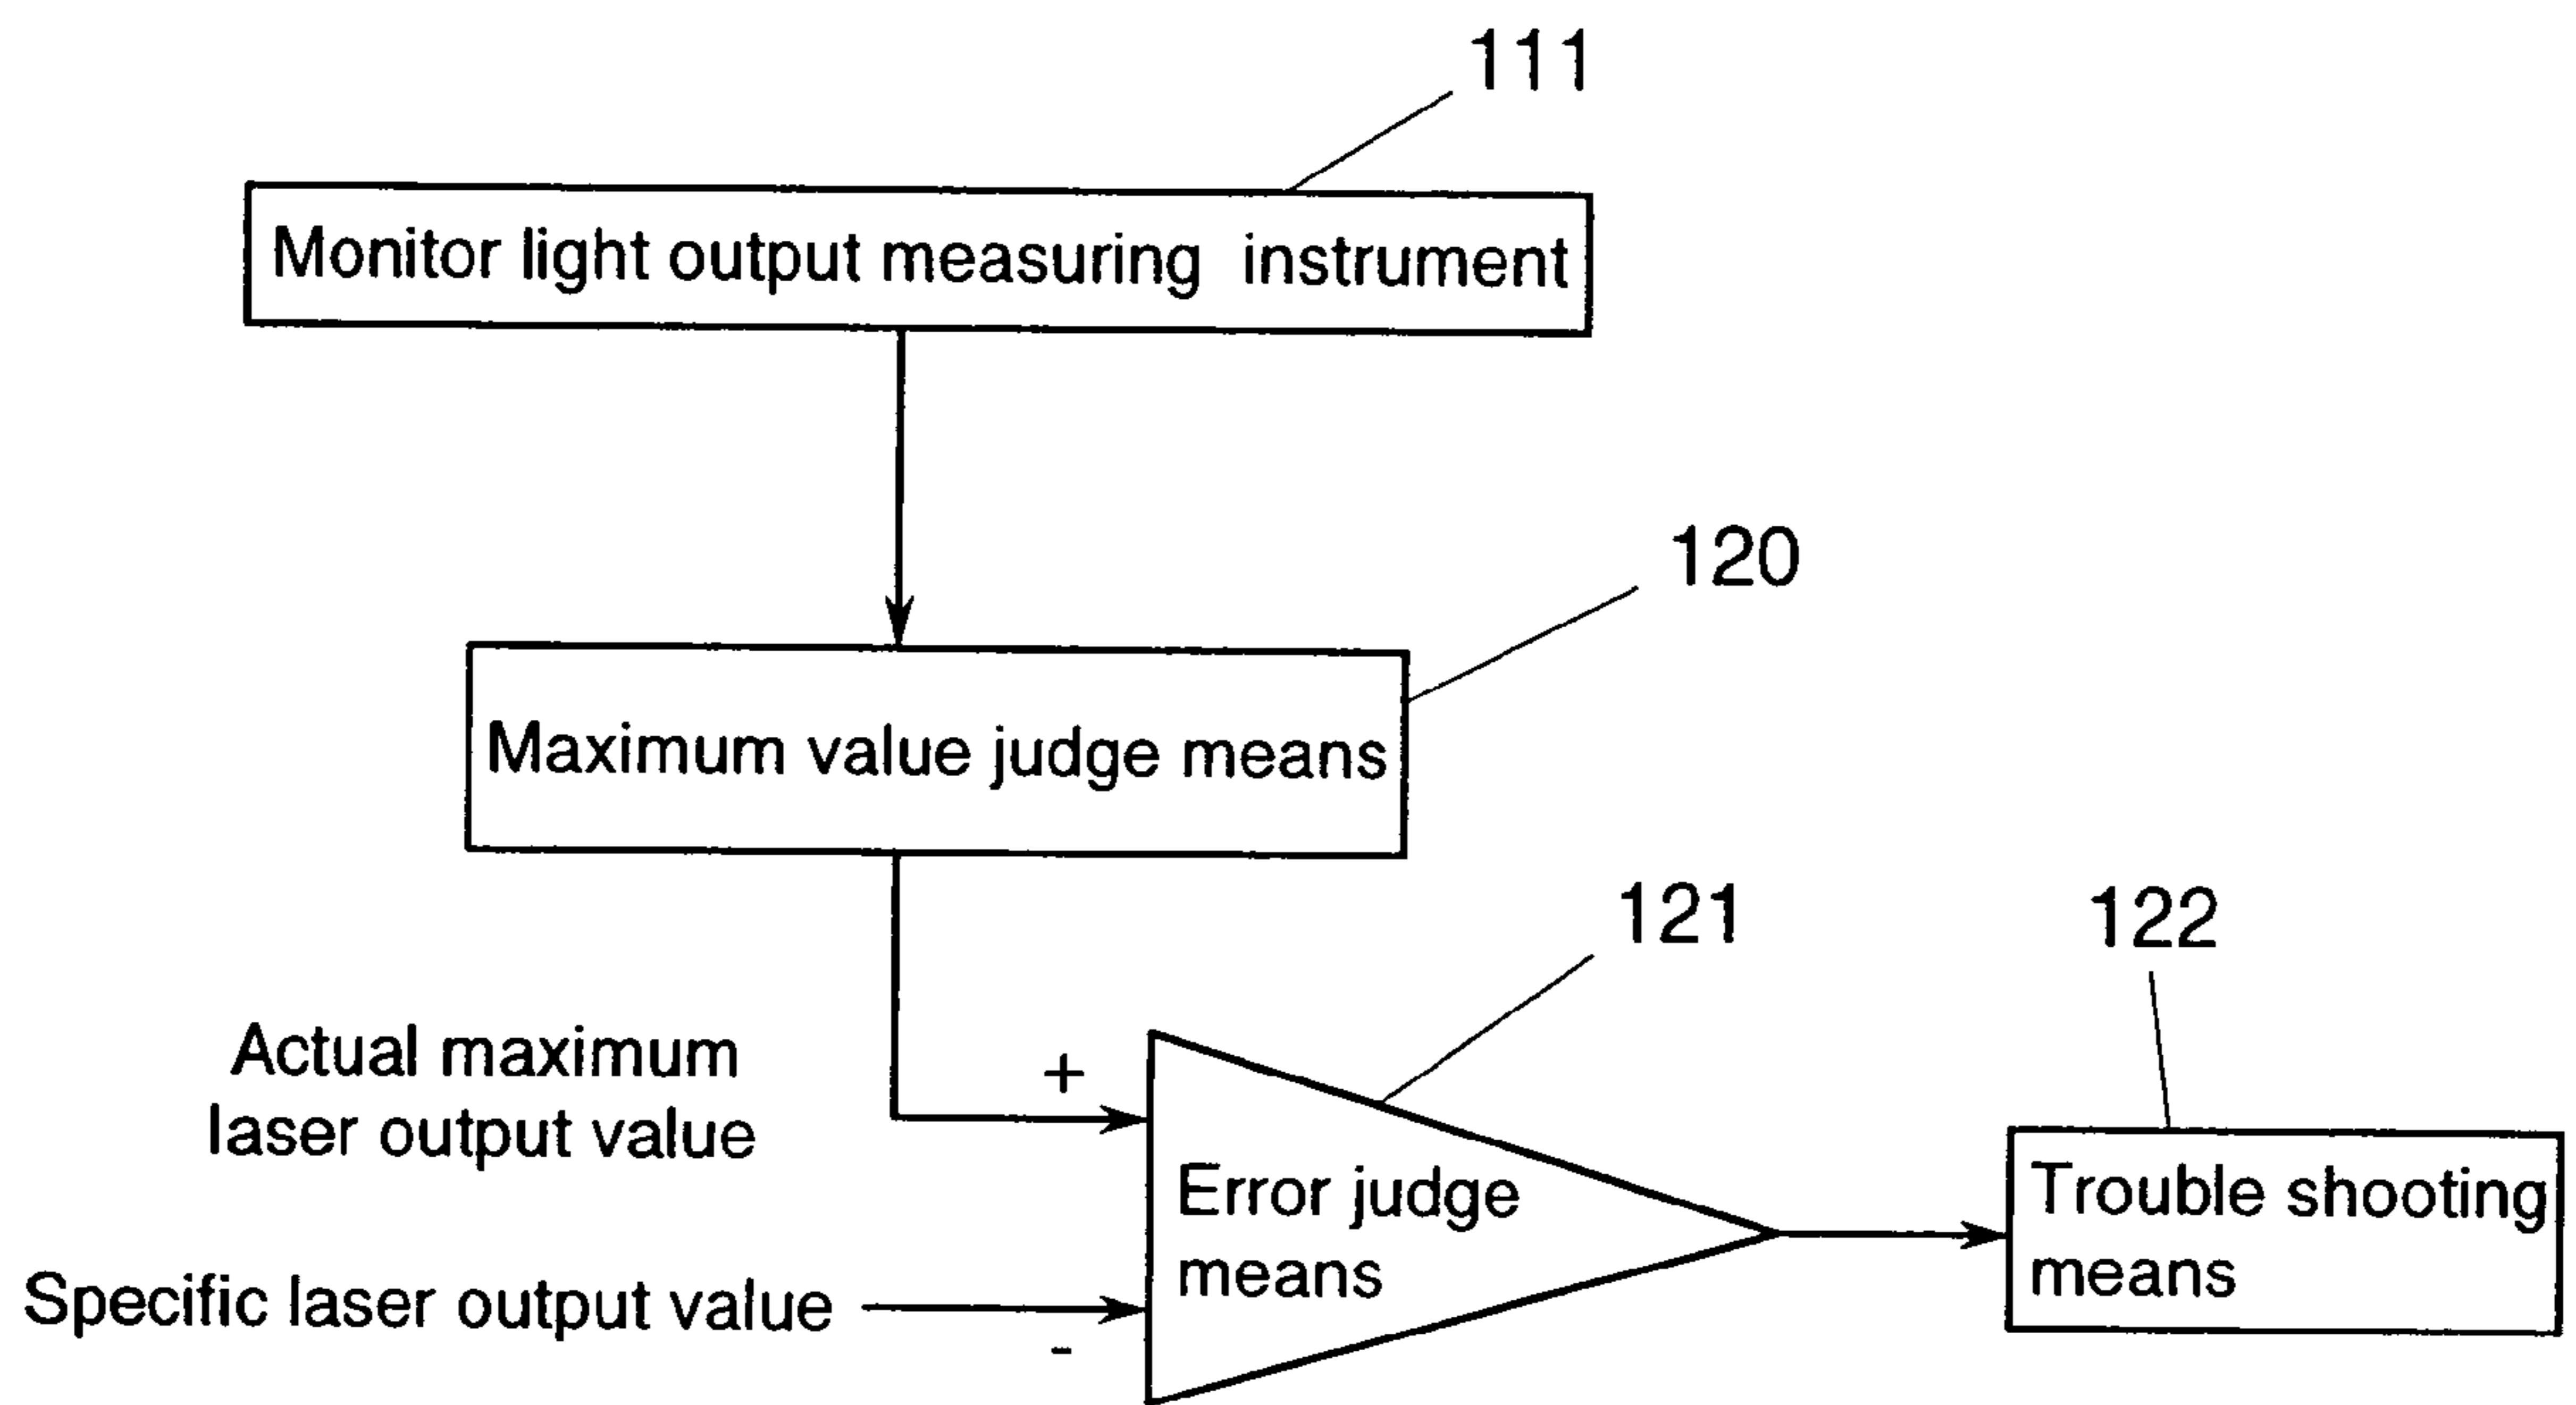 111
Monitor light output measuring instrument
120
Maximum value judge means
121
122
Actual maximum
laser output value
+
Error judge
means
Trouble shooting
means
Specific laser output value
-